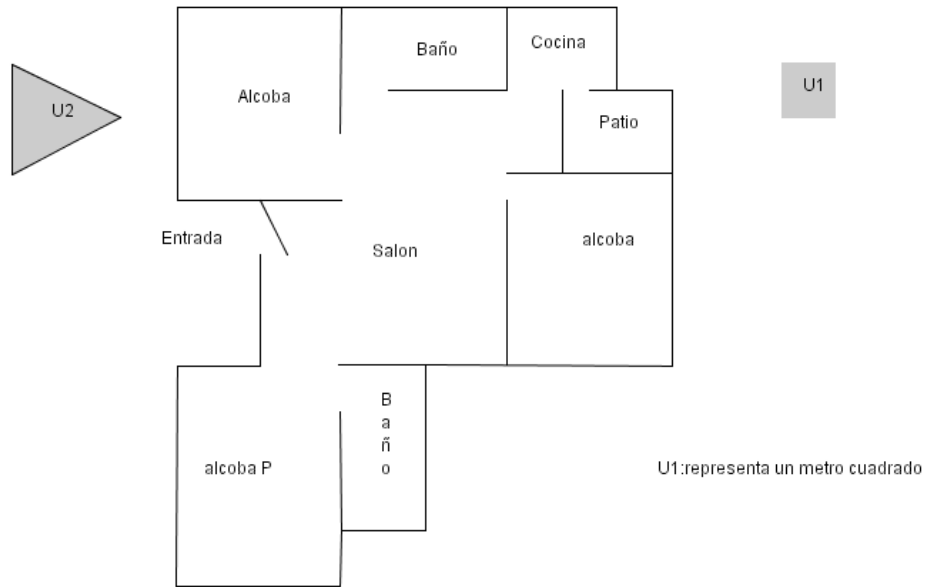 Baño
Cocina
U1
U2
Alcoba
Patio
Entrada
Salon
alcoba
B
a
ñ
o
alcoba P
U1:representa un metro cuadrado